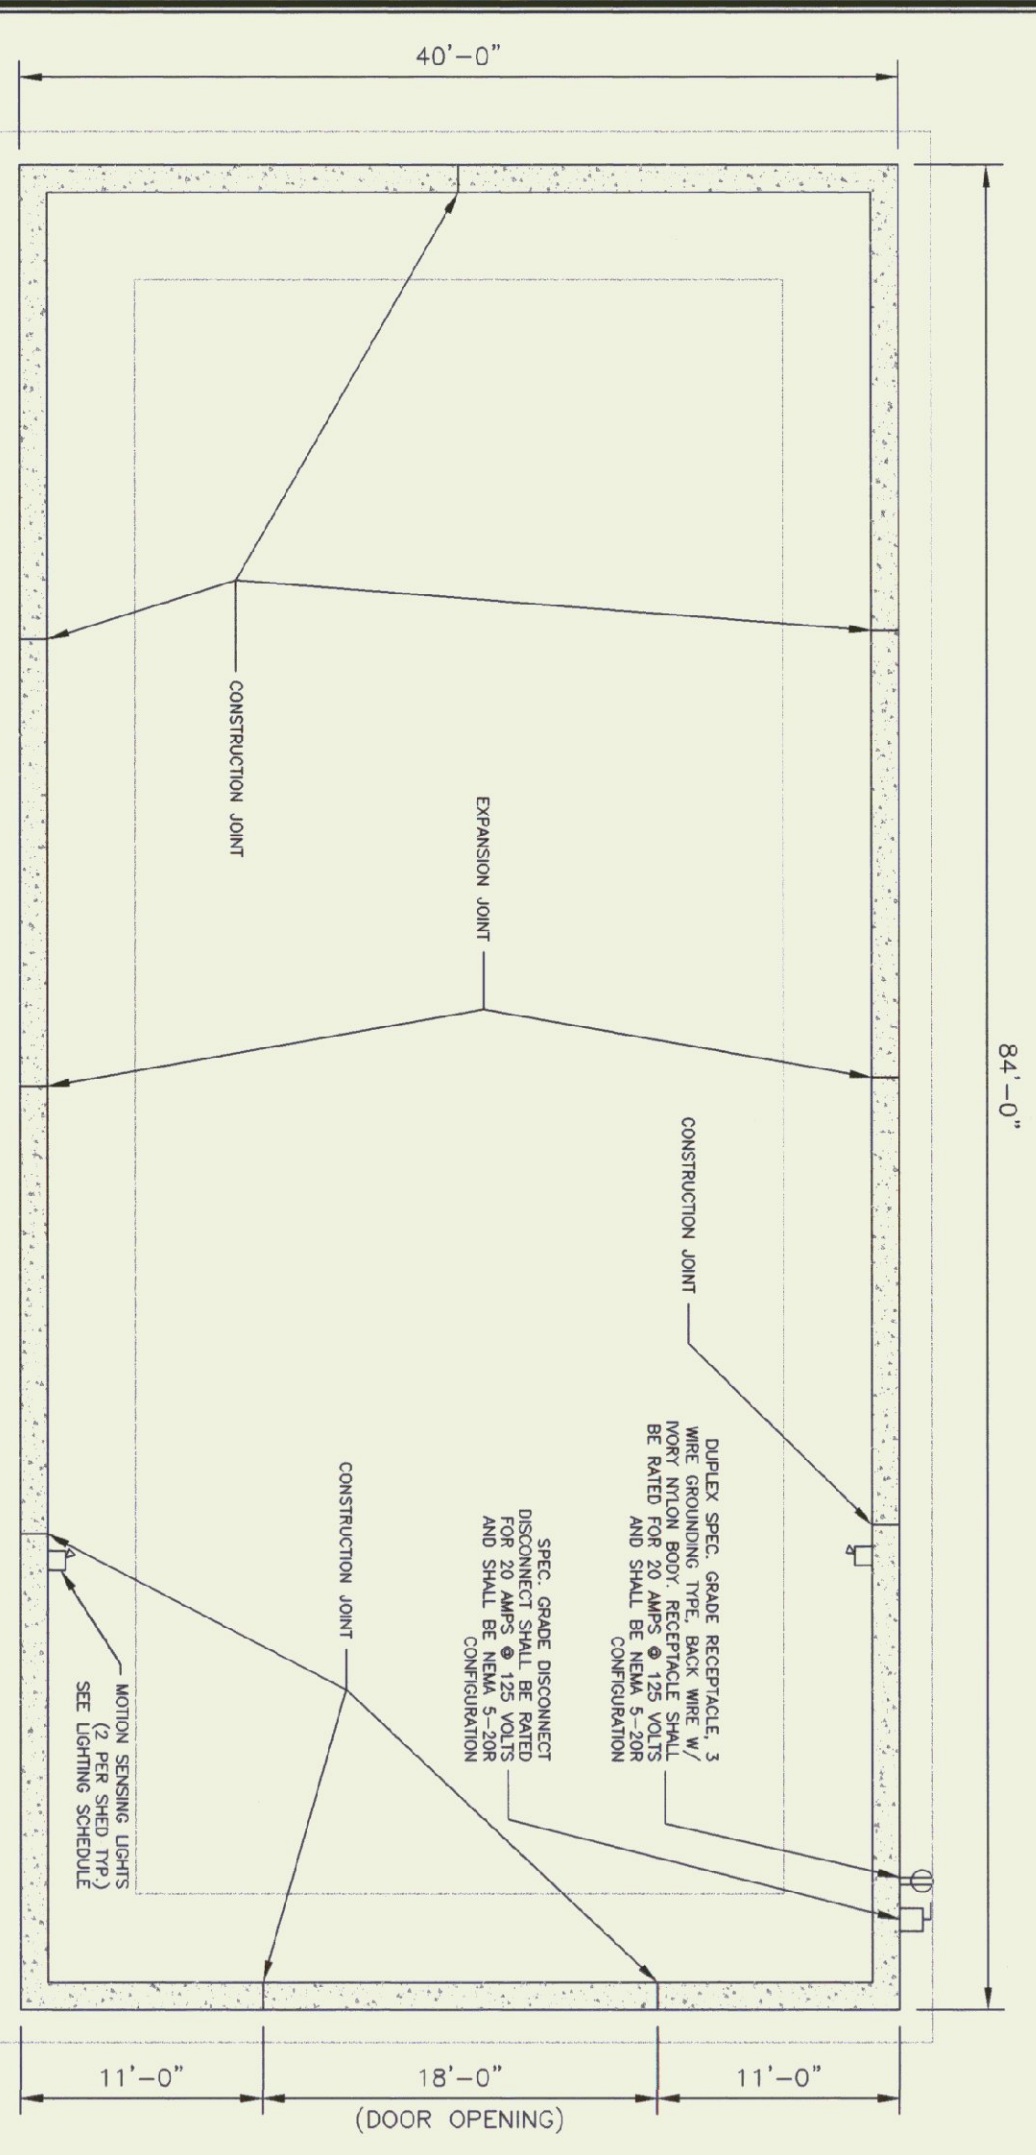 40'-0"
84'-0"
CONSTRUCTION JOINT
EXPANSION JOINT
CONSTRUCTION JOINT
DUPLEX SPEC. GRADE RECEPTACLE, 3
WIRE GROUNDING TYPE, BACK WIRE W/
IVORY NYLON BODY. RECEPTACLE SHALL
BE RATED FOR 20 AMPS @ 125 VOLTS
AND SHALL BE NEMA 5-20R
CONFIGURATION
SPEC. GRADE DISCONNECT
DISCONNECT SHALL BE RATED
FOR 20 AMPS @ 125 VOLTS
AND SHALL BE NEMA 5-20R
CONFIGURATION
CONSTRUCTION JOINT
MOTION SENSING LIGHTS
(2 PER SHED TYP.)
SEE LIGHTING SCHEDULE
11'-0"
18'-0"
11'-0"
(DOOR OPENING)